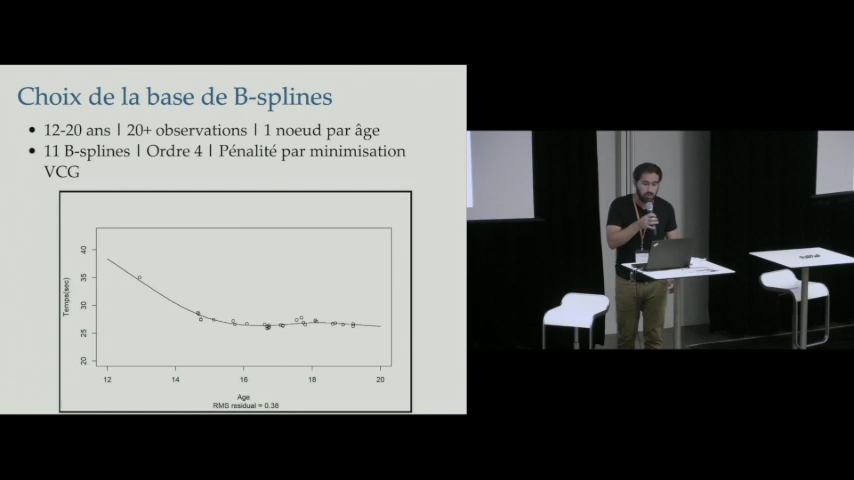 Choix de la base de B-splines
• 12-20 ans | 20+ observations | 1 noeud par âge
• 11 B-splines | Ordre 4 | Pénalité par minimisation
VCG
40
35
30
25
20
Temps(sec)
12 14 16 18 20
Age
RMS residual = 0.38